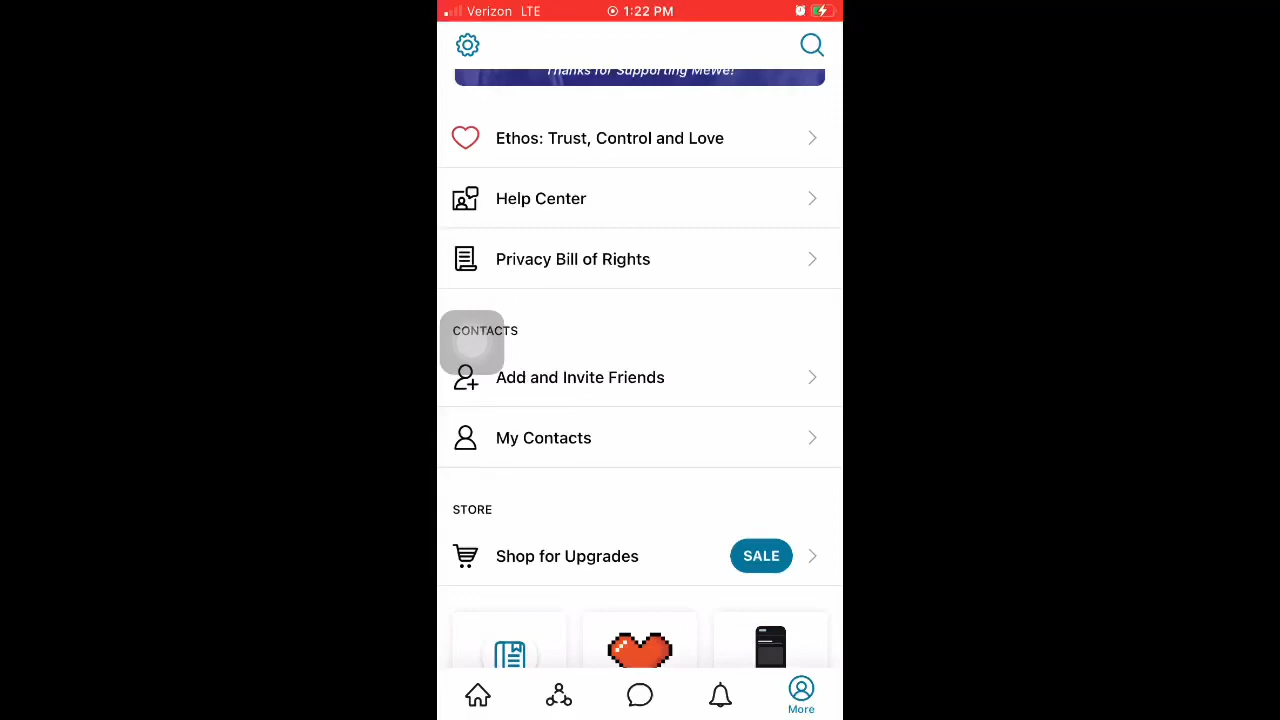 Verizon LTE 1:22 PM
Thanks for Supporting MeWe!
Ethos: Trust, Control and Love
Help Center
Privacy Bill of Rights
CONTACTS
Add and Invite Friends
My Contacts
STORE
Shop for Upgrades SALE
More